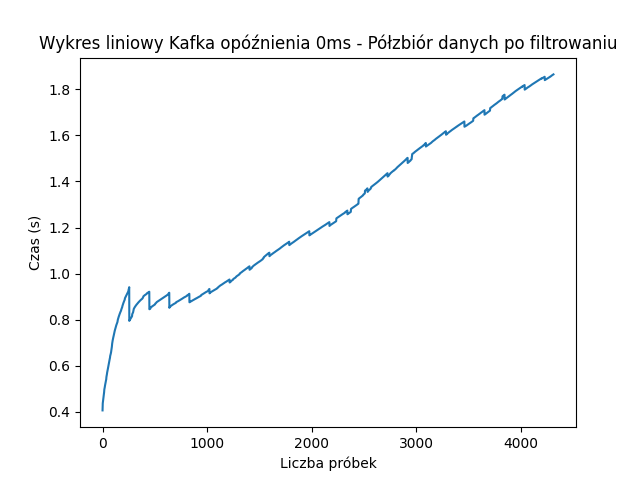 Wykres liniowy Kafka opóźnienia 0ms - Półzbiór danych po filtrowaniu
1.8
1.6
1.4
1.2
1.0
0.8
0.6
0.4
Czas (s)
0 1000 2000 3000 4000
Liczba próbek